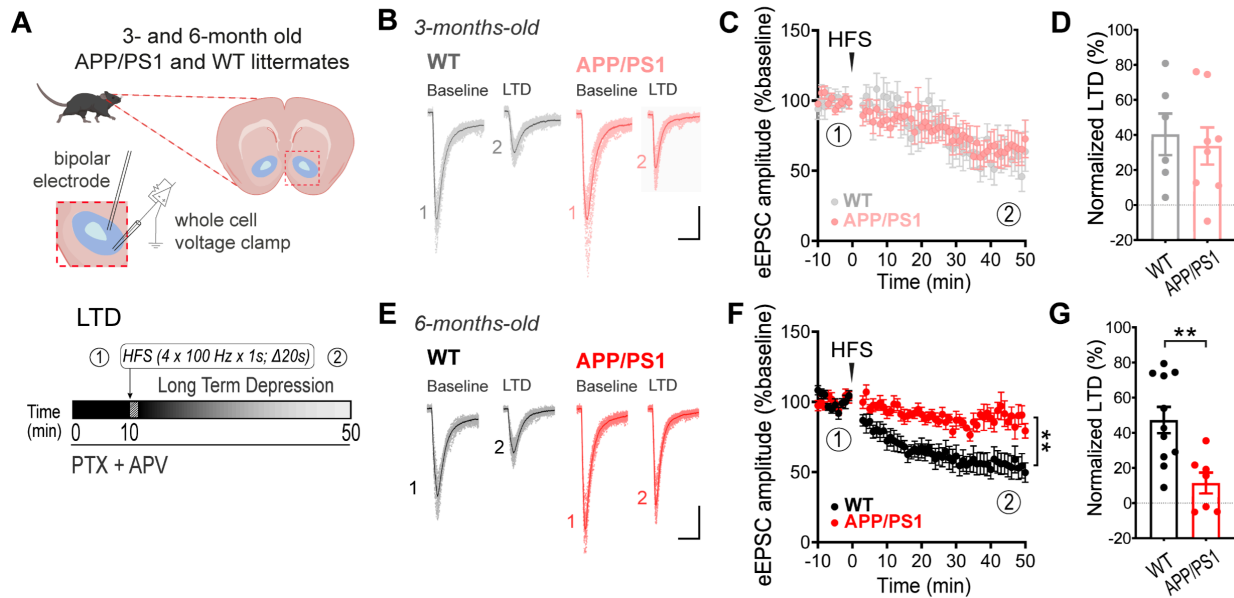 A
3- and 6-month old
APP/PS1 and WT littermates
bipolar
electrode
whole cell
voltage clamp
LTD
① HFS (4 x 100 Hz x 1s; Δ20s) ②
Long Term Depression
Time
(min)
0 10 50
PTX + APV
B
3-months-old
WT APP/PS1
Baseline LTD Baseline LTD
1 2 1 2
C
HFS
eEPSC amplitude (%baseline)
150
100
50
0
①
②
WT
APP/PS1
-10 0 10 20 30 40 50
Time (min)
D
Normalized LTD (%)
100
80
60
40
20
0
-20
WT APP/PS1
E
6-months-old
WT APP/PS1
Baseline LTD Baseline LTD
1 2 1 2
F
HFS
eEPSC amplitude (%baseline)
150
100
50
0
①
②
**
WT
APP/PS1
-10 0 10 20 30 40 50
Time (min)
G
**
Normalized LTD (%)
100
80
60
40
20
0
-20
WT APP/PS1